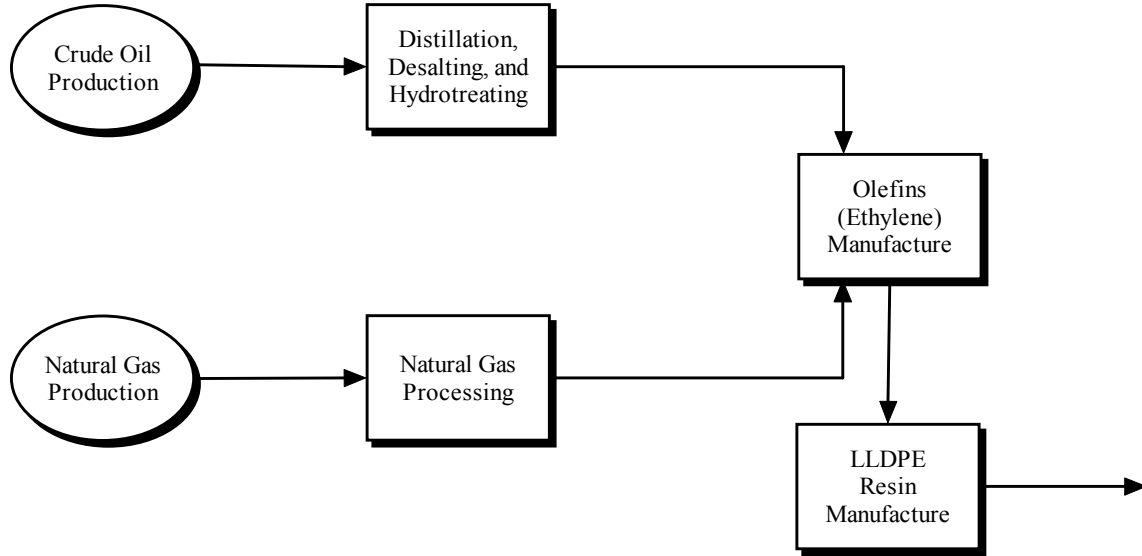 Crude Oil
Production
Distillation,
Desalting, and
Hydrotreating
Olefins
(Ethylene)
Manufacture
Natural Gas
Production
Natural Gas
Processing
LLDPE
Resin
Manufacture